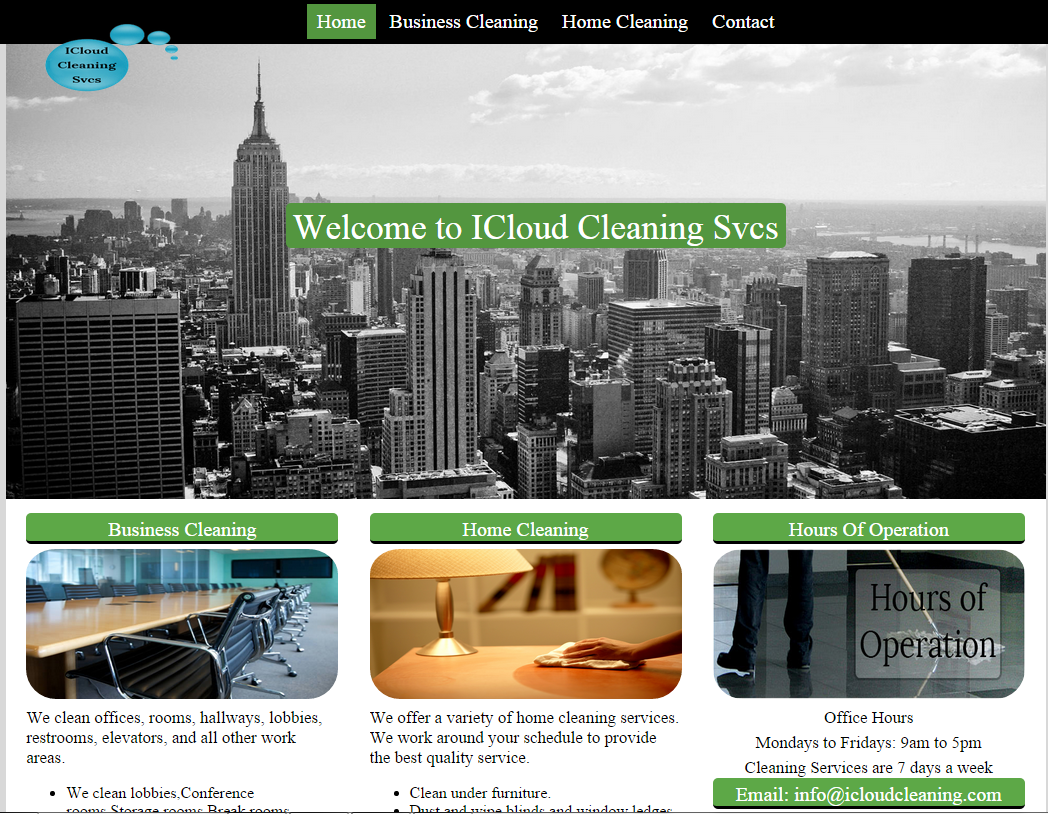 Home Business Cleaning Home Cleaning Contact
ICloud
Cleaning
Svcs
Welcome to ICloud Cleaning Svcs
Business Cleaning
We clean offices, rooms, hallways, lobbies,
restrooms, elevators, and all other work
areas.
We clean lobbies,Conference
rooms,Storage rooms,Break rooms,
Home Cleaning
We offer a variety of home cleaning services.
We work around your schedule to provide
the best quality service.
Clean under furniture.
Dust and wipe blinds and window ledges
Hours Of Operation
Hours of
Operation
Office Hours
Mondays to Fridays: 9am to 5pm
Cleaning Services are 7 days a week
Email: info@icloudcleaning.com